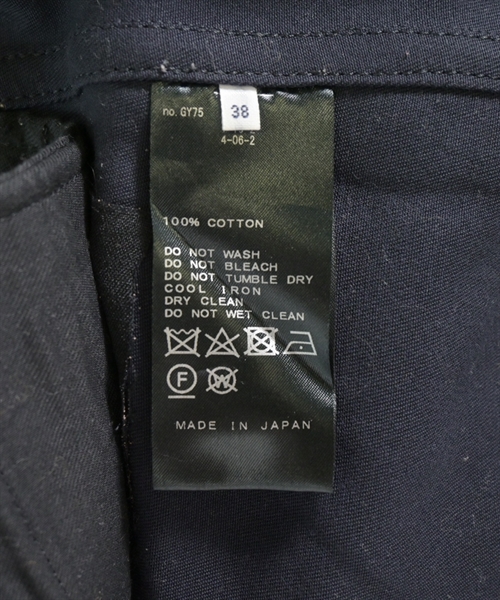 no. GY75 38
4-06-2
100% COTTON
DO NOT WASH
DO NOT BLEACH
DO NOT TUMBLE DRY
COOL IRON
DRY CLEAN
DO NOT WET CLEAN
F W
MADE IN JAPAN